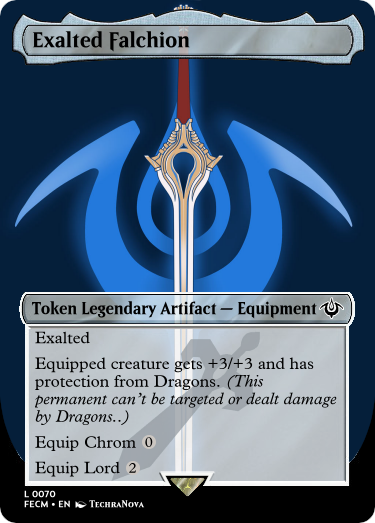 Exalted Falchion
Token Legendary Artifact — Equipment
Exalted
Equipped creature gets +3/+3 and has
protection from Dragons. (This
permanent can't be targeted or dealt damage
by Dragons..)
Equip Chrom 0
Equip Lord 2
L 0070
FECM • EN TechraNova